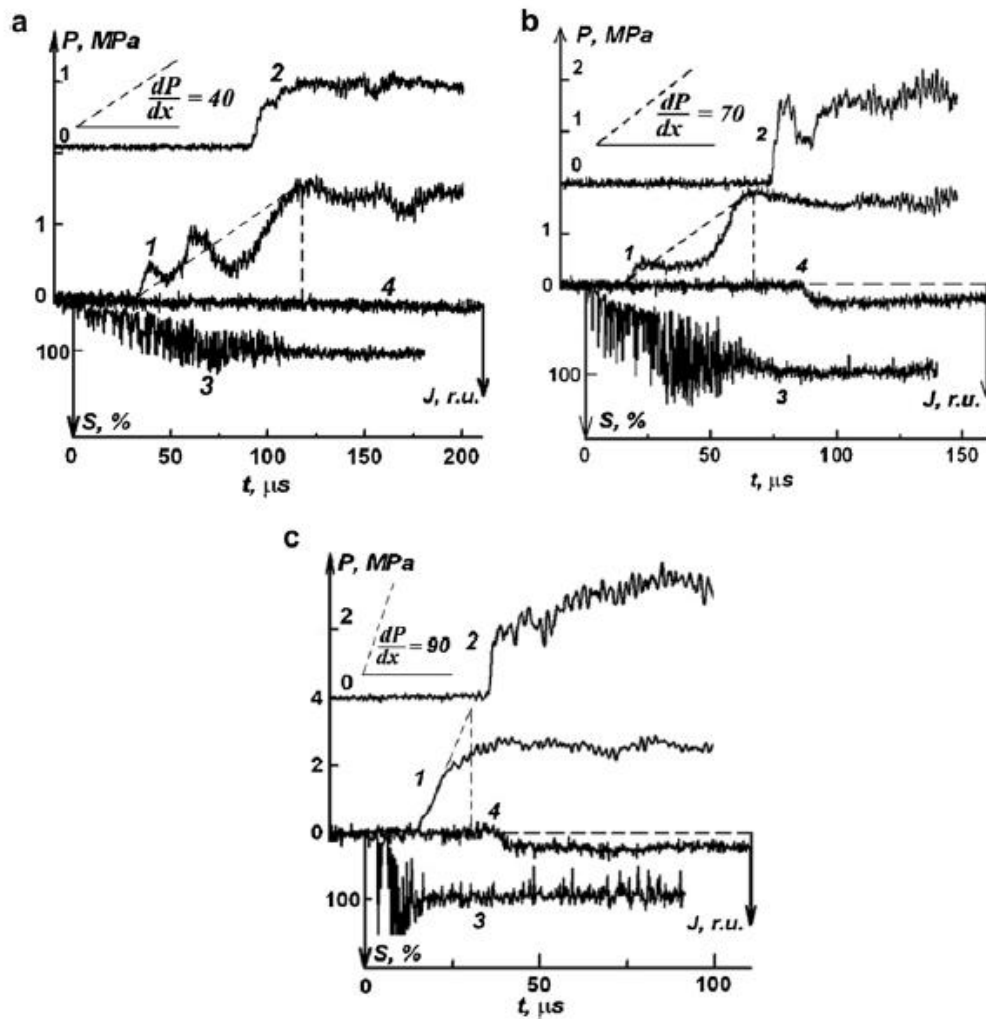 a
P, MPa
1
2
dP/dx = 40
0
1
1
0
4
100
3
J, r.u.
S, %
0 50 100 150 200
t, μs
b
P, MPa
2
dP/dx = 70
1
2
0
1
1
4
0
100
3
J, r.u.
S, %
0 50 100 150
t, μs
c
P, MPa
2
dP/dx = 90
2
0
4
2
1
4
0
100
3
J, r.u.
S, %
0 50 100
t, μs